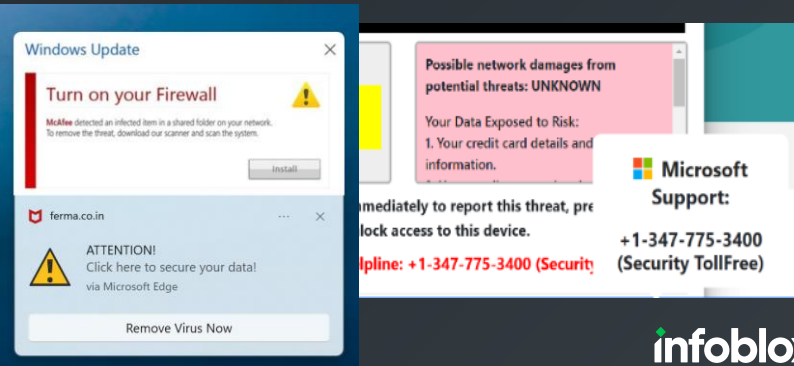 Windows Update
Turn on your Firewall
McAfee detected an infected item in a shared folder on your network.
To remove the threat, download our scanner and scan the system.
Install
ferma.co.in
ATTENTION!
Click here to secure your data!
via Microsoft Edge
Remove Virus Now
Possible network damages from
potential threats: UNKNOWN
Your Data Exposed to Risk:
1. Your credit card details and
information.
mmediately to report this threat, pre
lock access to this device.
lpline: +1-347-775-3400 (Security
Microsoft
Support:
+1-347-775-3400
(Security TollFree)
infoblox